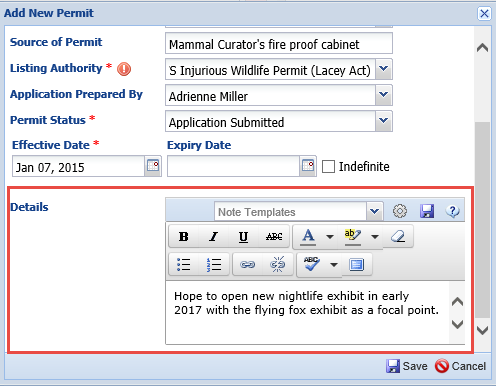 Add New Permit
Source of Permit Mammal Curator's fire proof cabinet
Listing Authority * S Injurious Wildlife Permit (Lacey Act)
Application Prepared By Adrienne Miller
Permit Status * Application Submitted
Effective Date * Expiry Date
Jan 07, 2015 Indefinite
Details Note Templates
B I U ABC A ab
ABC
Hope to open new nightlife exhibit in early
2017 with the flying fox exhibit as a focal point.
Save Cancel